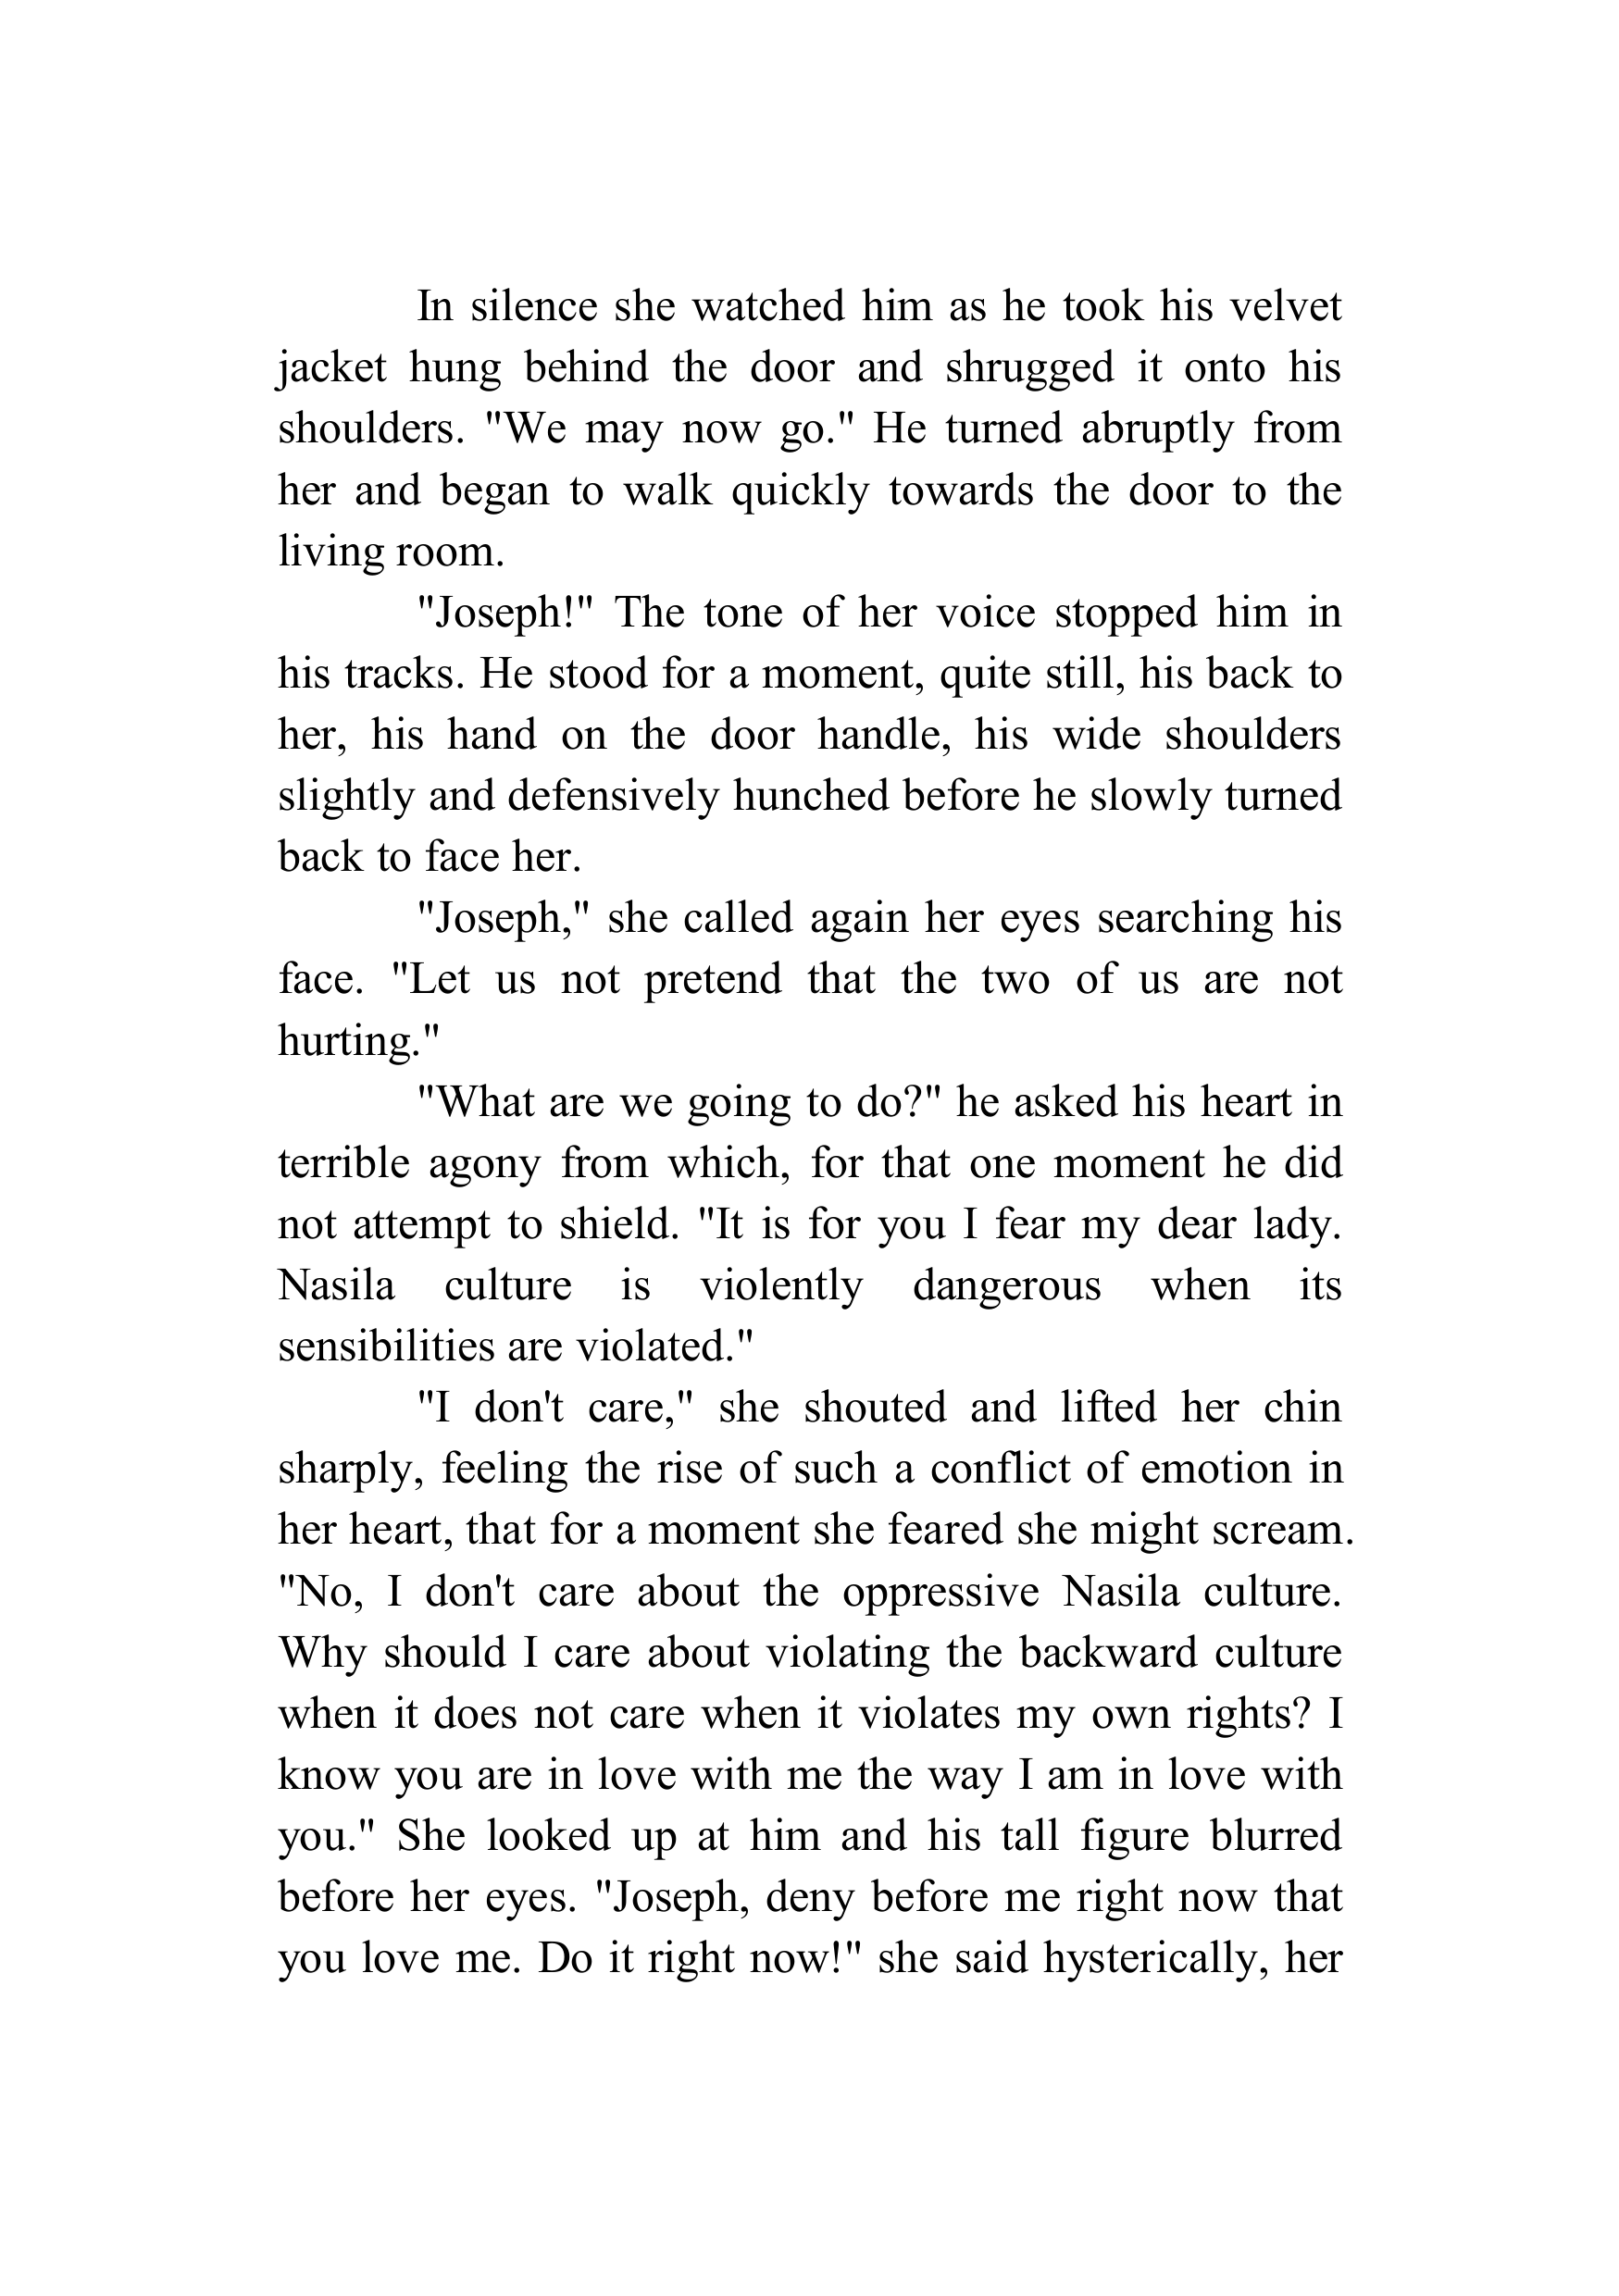 In silence she watched him as he took his velvet
jacket hung behind the door and shrugged it onto his
shoulders. "We may now go." He turned abruptly from
her and began to walk quickly towards the door to the
living room.
"Joseph!" The tone of her voice stopped him in
his tracks. He stood for a moment, quite still, his back to
her, his hand on the door handle, his wide shoulders
slightly and defensively hunched before he slowly turned
back to face her.
"Joseph," she called again her eyes searching his
face. "Let us not pretend that the two of us are not
hurting."
"What are we going to do?" he asked his heart in
terrible agony from which, for that one moment he did
not attempt to shield. "It is for you I fear my dear lady.
Nasila culture is violently dangerous when its
sensibilities are violated."
"I don't care," she shouted and lifted her chin
sharply, feeling the rise of such a conflict of emotion in
her heart, that for a moment she feared she might scream.
"No, I don't care about the oppressive Nasila culture.
Why should I care about violating the backward culture
when it does not care when it violates my own rights? I
know you are in love with me the way I am in love with
you." She looked up at him and his tall figure blurred
before her eyes. "Joseph, deny before me right now that
you love me. Do it right now!" she said hysterically, her